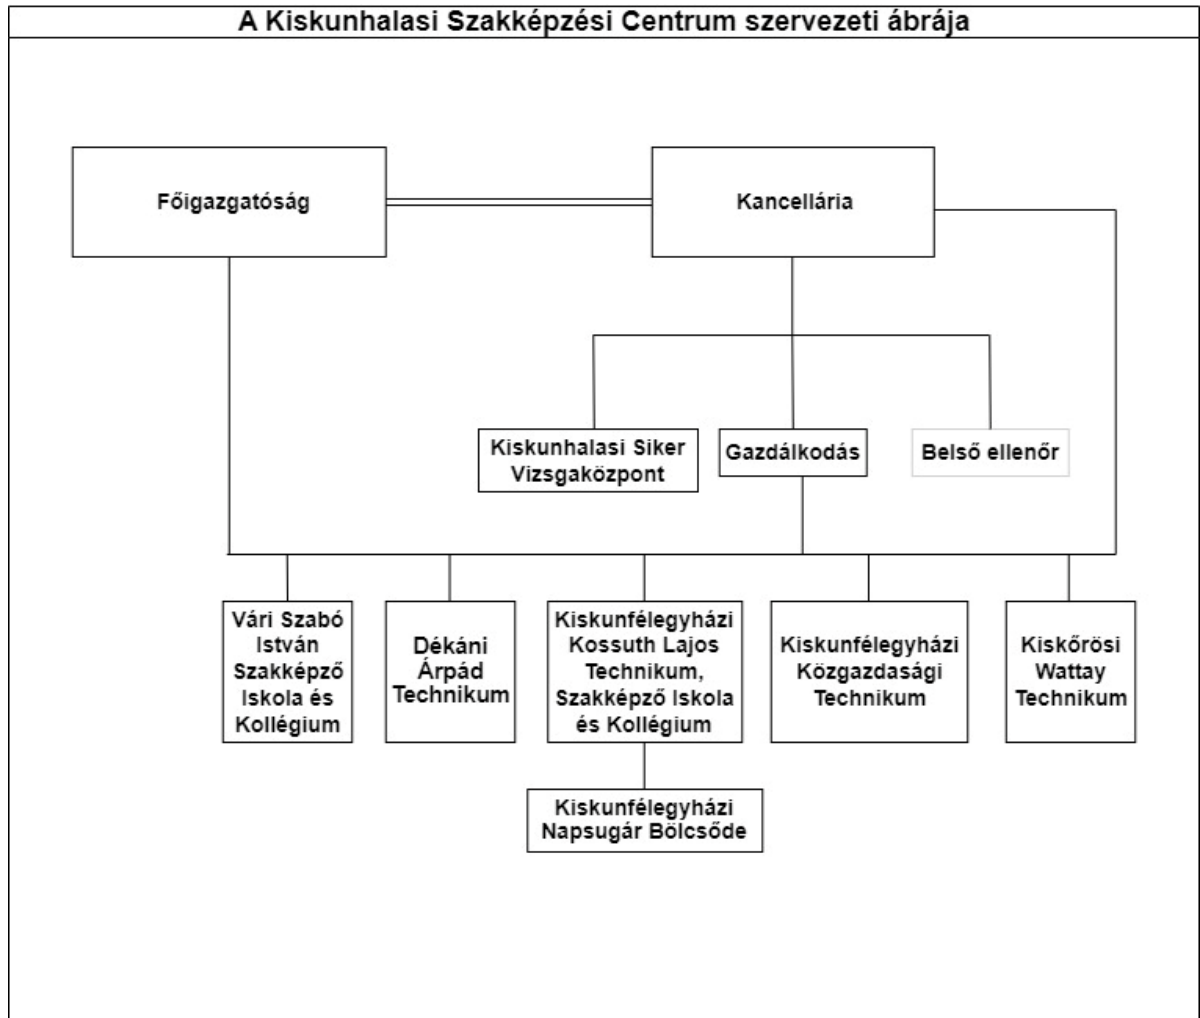 A Kiskunhalasi Szakképzési Centrum szervezeti ábrája
Főigazgatóság
Kancellária
Kiskunhalasi Siker
Vizsgaközpont
Gazdálkodás
Belső ellenőr
Vári Szabó
István
Szakképző
Iskola és
Kollégium
Dékáni
Árpád
Technikum
Kiskunfélegyházi
Kossuth Lajos
Technikum,
Szakképző Iskola
és Kollégium
Kiskunfélegyházi
Közgazdasági
Technikum
Kiskőrösi
Wattay
Technikum
Kiskunfélegyházi
Napsugár Bölcsőde